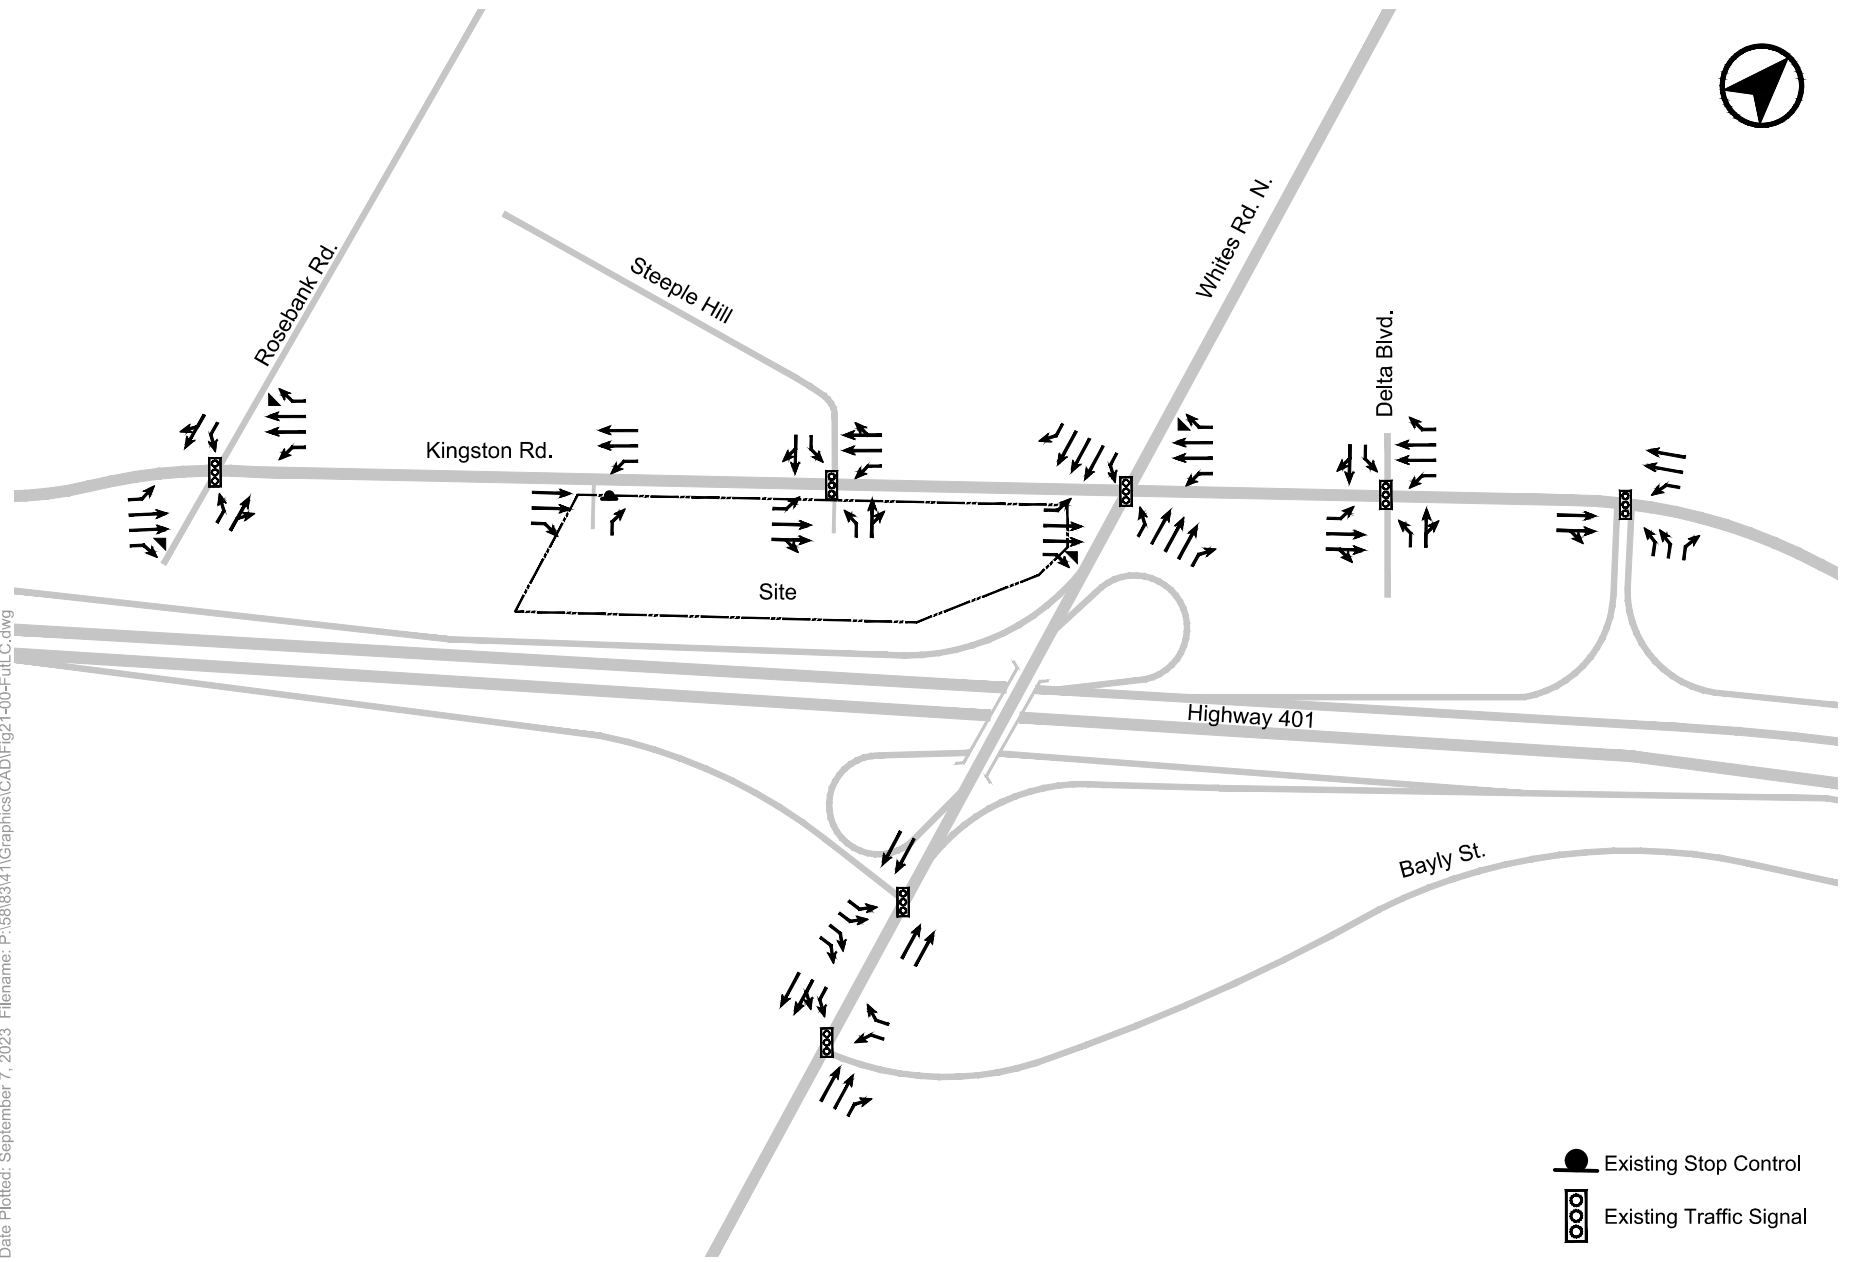 Whites Rd. N.
Rosebank Rd.
Steeple Hill
Delta Blvd.
Kingston Rd.
Site
Highway 401
Bayly St.
Existing Stop Control
Existing Traffic Signal
Date Plotted: September 7, 2023 Filename: P:\58\83\41\Graphics\CAD\Fig21-00-FutLC.dwg